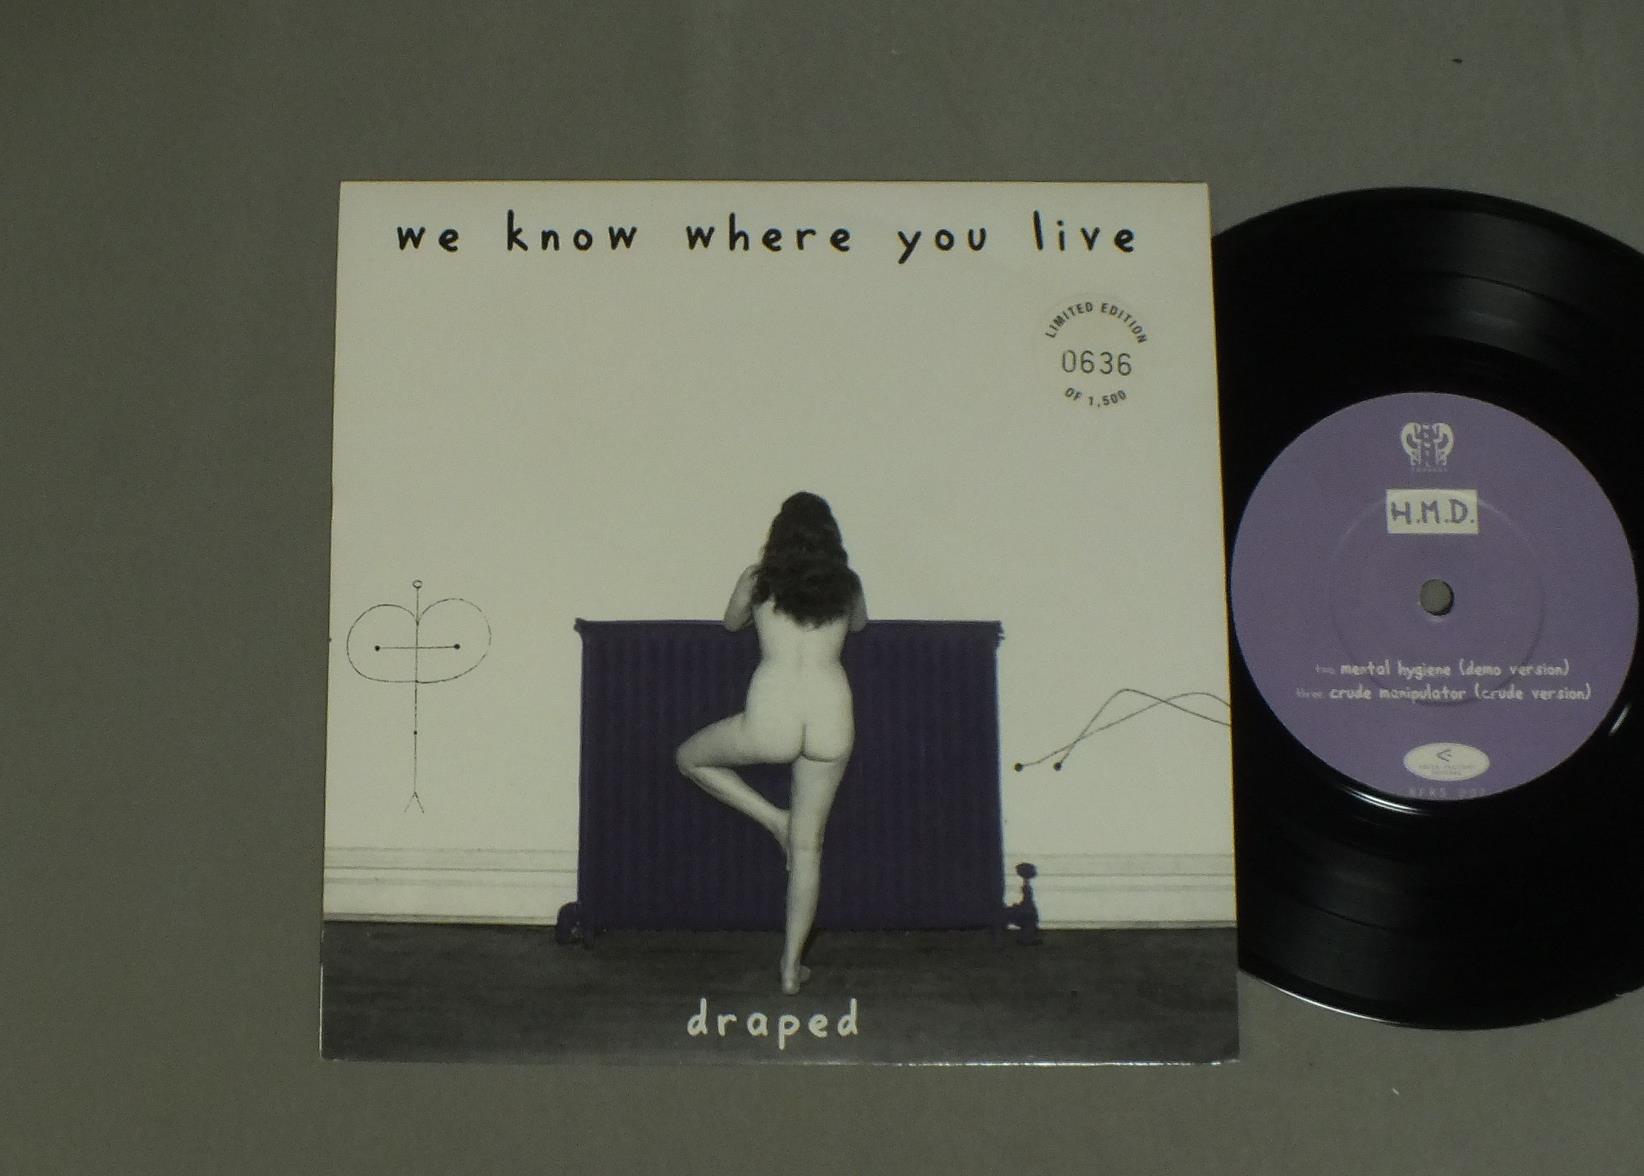 we know where you live
LIMITED EDITION
0636
OF 1,500
draped
H.M.D.
two. mental hygiene (demo version)
three. crude manipulator (crude version)